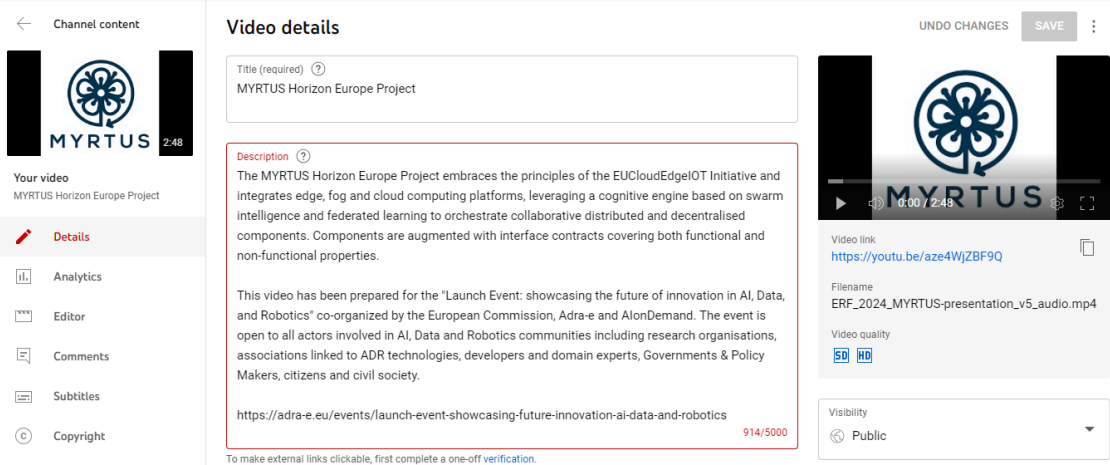 Channel content
MYRTUS
2:48
Your video
MYRTUS Horizon Europe Project
Details
Analytics
Editor
Comments
Subtitles
Copyright
Video details
UNDO CHANGES
SAVE
Title (required)
MYRTUS Horizon Europe Project
Description
The MYRTUS Horizon Europe Project embraces the principles of the EUCloudEdgeIOT Initiative and
integrates edge, fog and cloud computing platforms, leveraging a cognitive engine based on swarm
intelligence and federated learning to orchestrate collaborative distributed and decentralised
components. Components are augmented with interface contracts covering both functional and
non-functional properties.
This video has been prepared for the "Launch Event: showcasing the future of innovation in AI, Data,
and Robotics" co-organized by the European Commission, Adra-e and AIonDemand. The event is
open to all actors involved in AI, Data and Robotics communities including research organisations,
associations linked to ADR technologies, developers and domain experts, Governments & Policy
Makers, citizens and civil society.
https://adra-e.eu/events/launch-event-showcasing-future-innovation-ai-data-and-robotics
914/5000
To make external links clickable, first complete a one-off verification.
MYRTUS
0:00 / 2:48
Video link
https://youtu.be/aze4WjZBF9Q
Filename
ERF_2024_MYRTUS-presentation_v5_audio.mp4
Video quality
SD HD
Visibility
Public